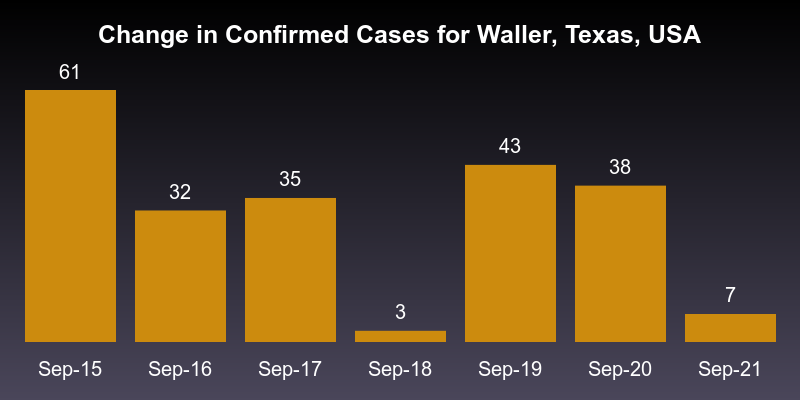 Change in Confirmed Cases for Waller, Texas, USA
61
32
35
3
43
38
7
Sep-15
Sep-16
Sep-17
Sep-18
Sep-19
Sep-20
Sep-21